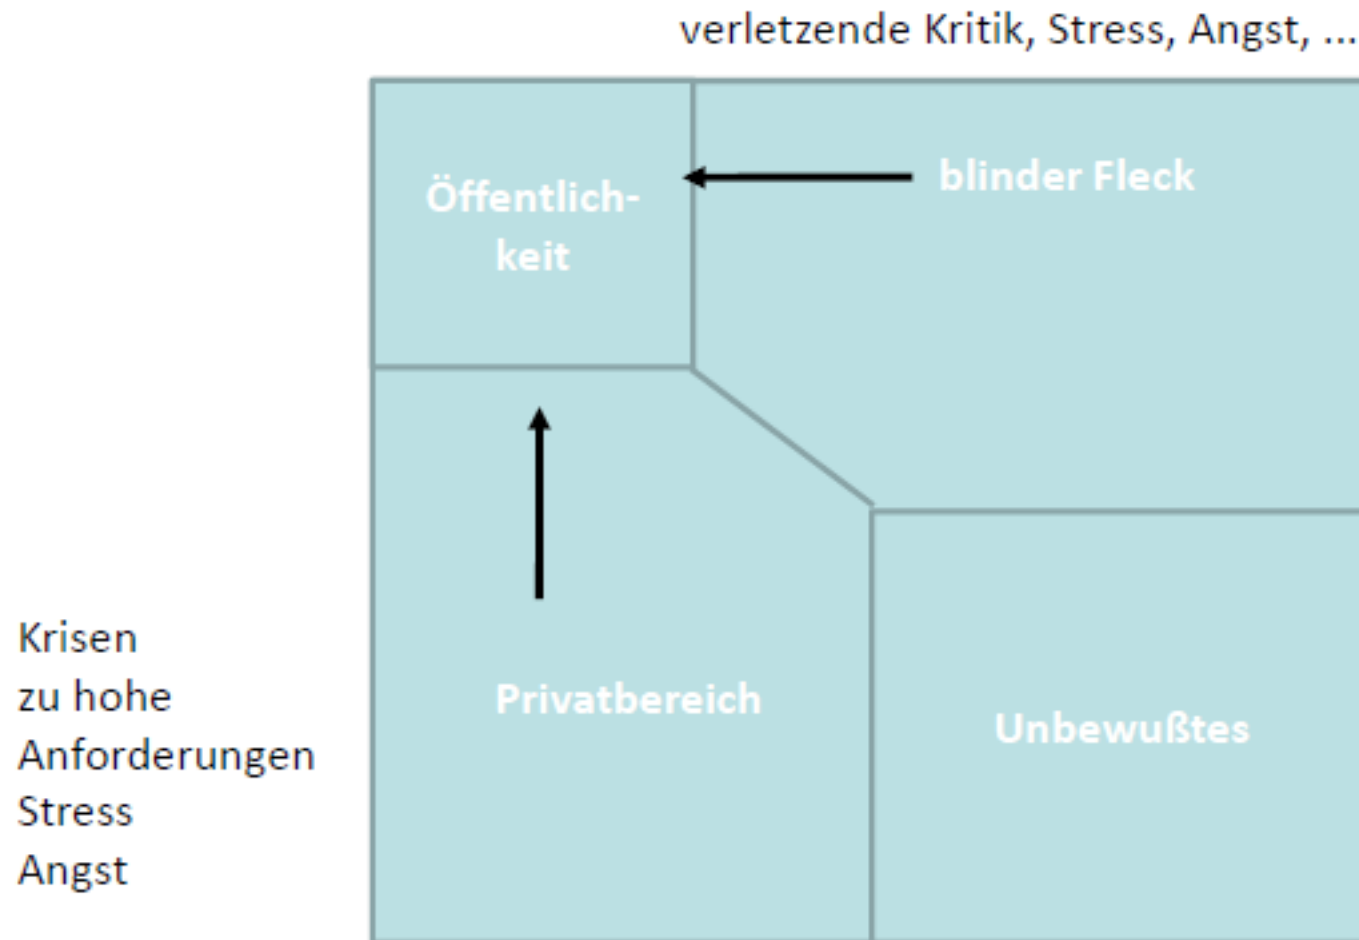 verletzende Kritik, Stress, Angst, ...
Öffentlich-
keit
blinder Fleck
Krisen
zu hohe
Anforderungen
Stress
Angst
Privatbereich
Unbewußtes